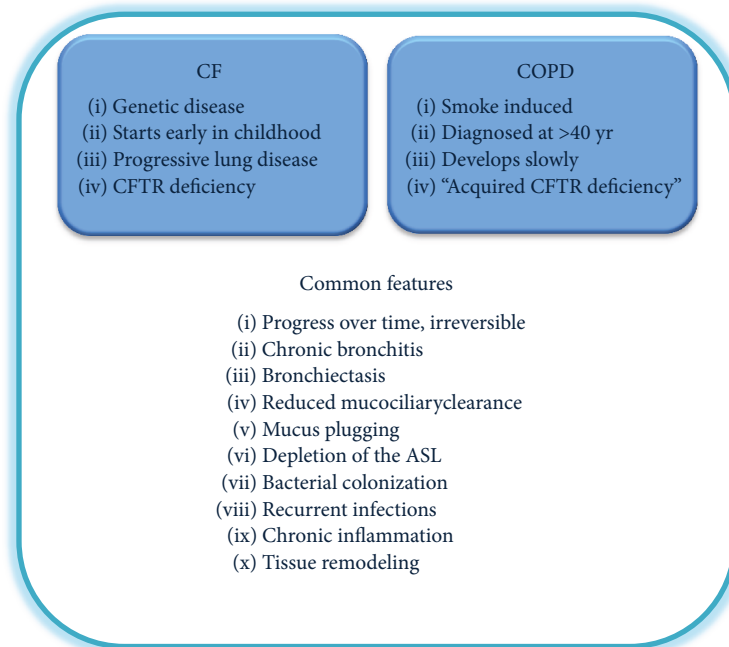 CF
(i) Genetic disease
(ii) Starts early in childhood
(iii) Progressive lung disease
(iv) CFTR deficiency
COPD
(i) Smoke induced
(ii) Diagnosed at >40 yr
(iii) Develops slowly
(iv) “Acquired CFTR deficiency”
Common features
(i) Progress over time, irreversible
(ii) Chronic bronchitis
(iii) Bronchiectasis
(iv) Reduced mucociliaryclearance
(v) Mucus plugging
(vi) Depletion of the ASL
(vii) Bacterial colonization
(viii) Recurrent infections
(ix) Chronic inflammation
(x) Tissue remodeling